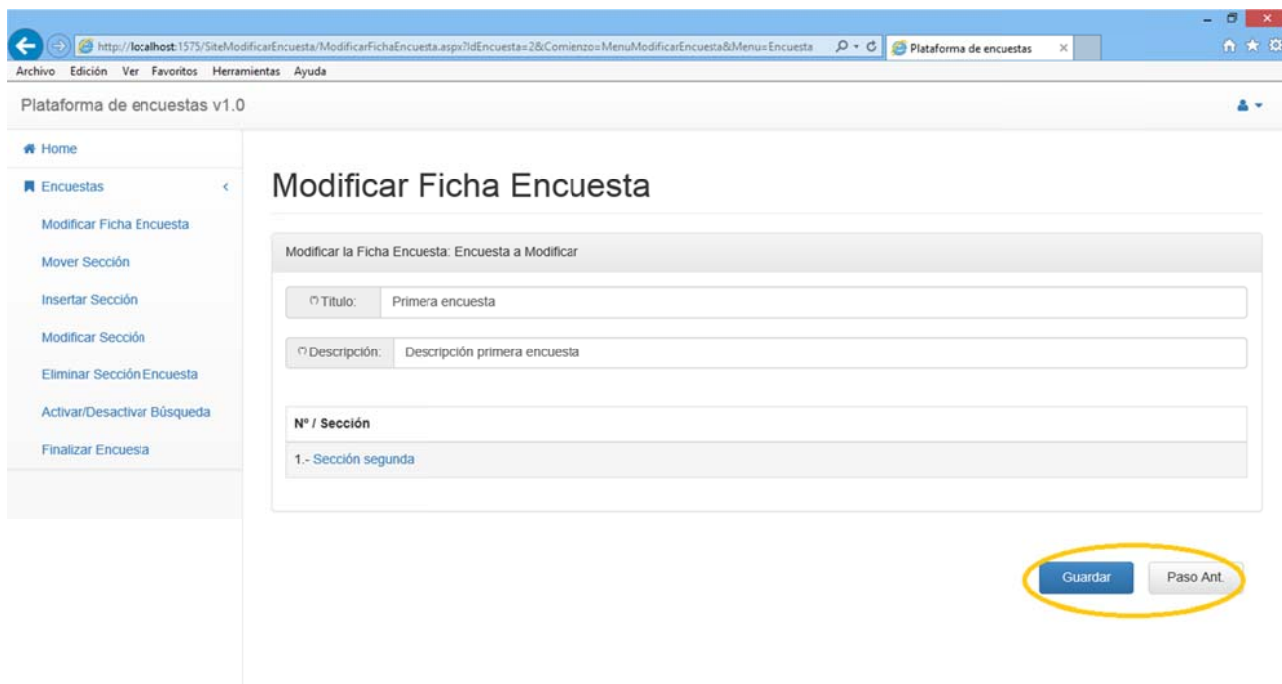 http://localhost:1575/SiteModificarEncuesta/ModificarFichaEncuesta.aspx?IdEncuesta=2&Comienzo=MenuModificarEncuesta&Menu=Encuesta
Plataforma de encuestas
Archivo Edición Ver Favoritos Herramientas Ayuda
Plataforma de encuestas v1.0
Home
Encuestas
Modificar Ficha Encuesta
Mover Sección
Insertar Sección
Modificar Sección
Eliminar Sección Encuesta
Activar/Desactivar Búsqueda
Finalizar Encuesta
Modificar Ficha Encuesta
Modificar la Ficha Encuesta: Encuesta a Modificar
Titulo: Primera encuesta
Descripción: Descripción primera encuesta
Nº / Sección
1.- Sección segunda
Guardar Paso Ant.